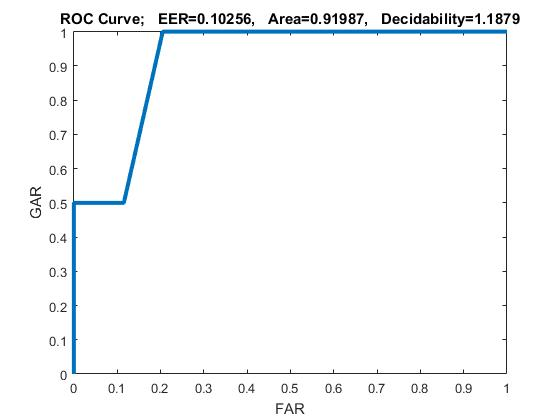 ROC Curve;   EER=0.10256,   Area=0.91987,   Decidability=1.1879
1
0.9
0.8
0.7
0.6
0.5
0.4
0.3
0.2
0.1
0
GAR
0 0.1 0.2 0.3 0.4 0.5 0.6 0.7 0.8 0.9 1
FAR